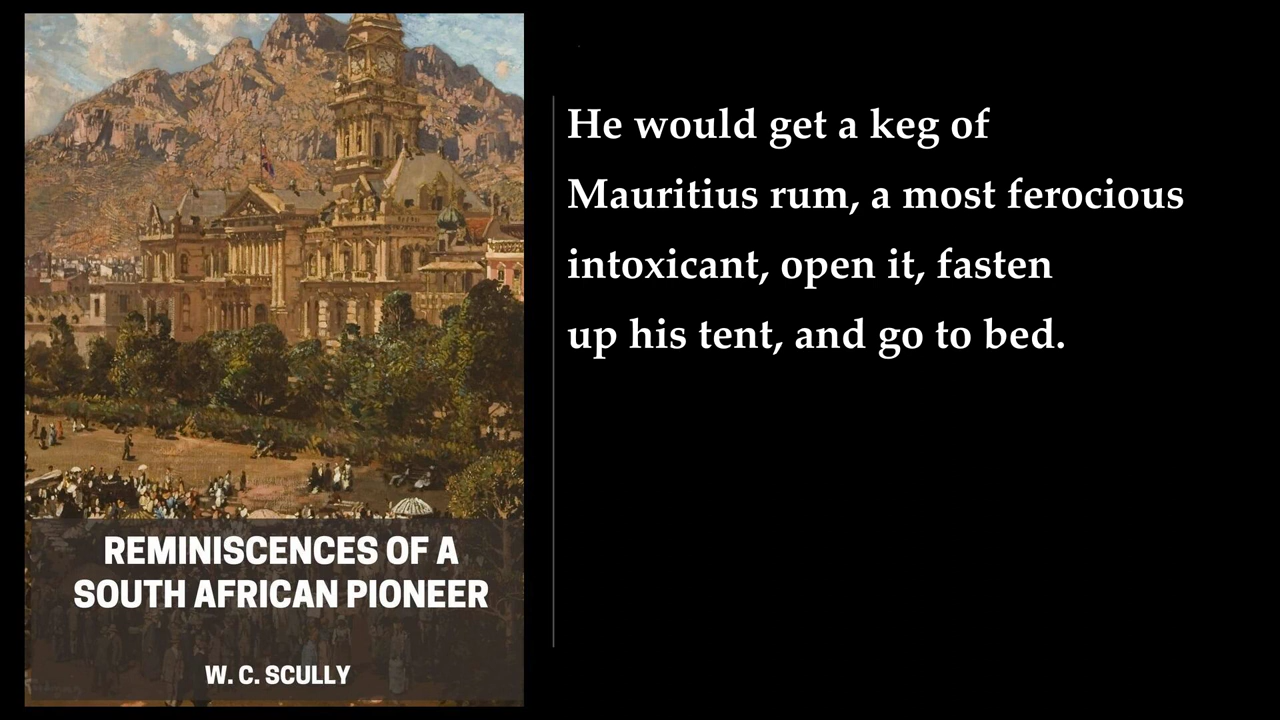 He would get a keg of
Mauritius rum, a most ferocious
intoxicant, open it, fasten
up his tent, and go to bed.
REMINISCENCES OF A
SOUTH AFRICAN PIONEER
W. C. SCULLY